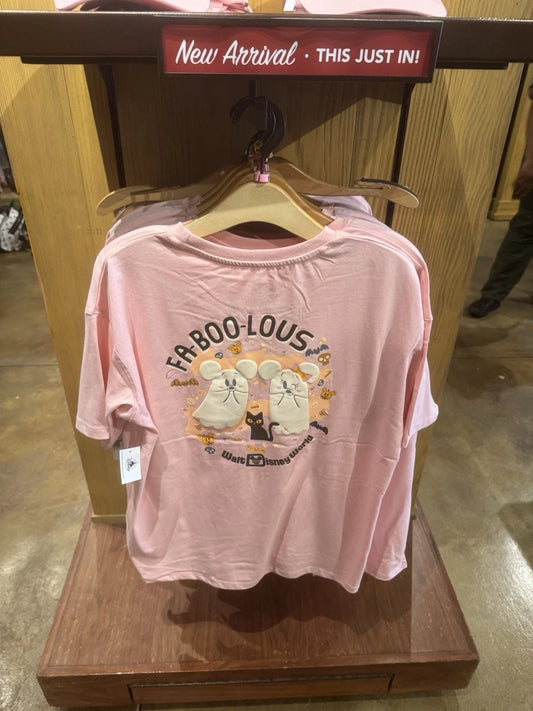 New Arrival · THIS JUST IN!
FA-BOO-LOUS
Walt Disney World